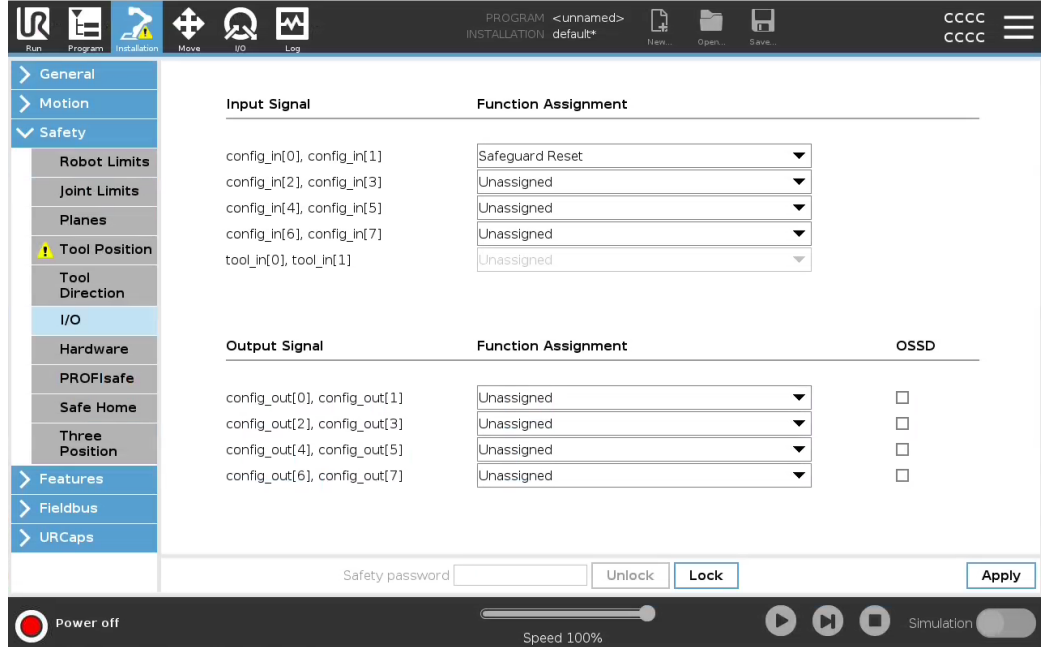 UR
PROGRAM <unnamed>
INSTALLATION default*
CCCC
CCCC
Run Program Installation Move I/O Log New... Open... Save...
General
Motion
Safety
Robot Limits
Joint Limits
Planes
Tool Position
Tool
Direction
I/O
Hardware
PROFIsafe
Safe Home
Three
Position
Features
Fieldbus
URCaps
Input Signal Function Assignment
config_in[0], config_in[1] Safeguard Reset
config_in[2], config_in[3] Unassigned
config_in[4], config_in[5] Unassigned
config_in[6], config_in[7] Unassigned
tool_in[0], tool_in[1] Unassigned
Output Signal Function Assignment OSSD
config_out[0], config_out[1] Unassigned
config_out[2], config_out[3] Unassigned
config_out[4], config_out[5] Unassigned
config_out[6], config_out[7] Unassigned
Safety password Unlock Lock Apply
Power off
Speed 100%
Simulation